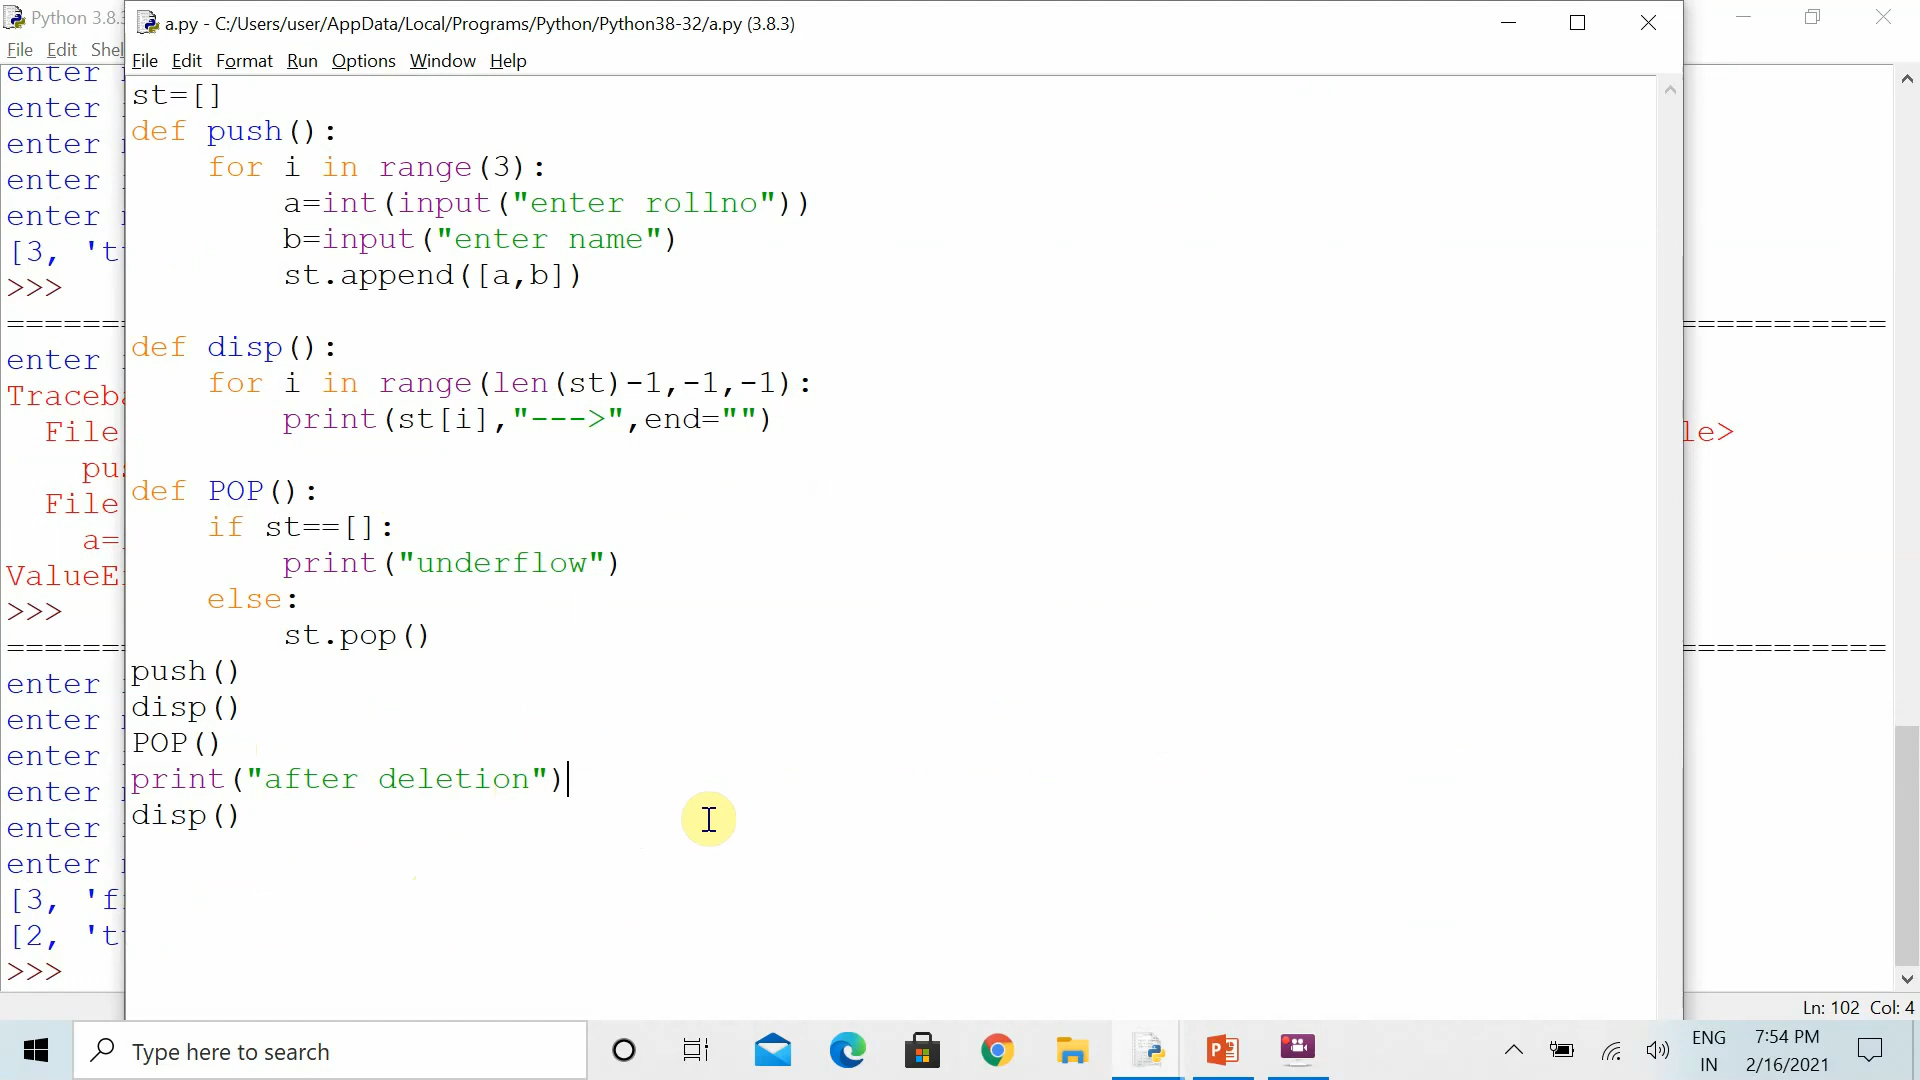 Python 3.8.3
a.py - C:/Users/user/AppData/Local/Programs/Python/Python38-32/a.py (3.8.3)
File Edit Shel
File Edit Format Run Options Window Help
st=[]
def push():
    for i in range(3):
        a=int(input("enter rollno"))
        b=input("enter name")
        st.append([a,b])
def disp():
    for i in range(len(st)-1,-1,-1):
        print(st[i],"--->",end="")
def POP():
    if st==[]:
        print("underflow")
    else:
        st.pop()
push()
disp()
POP()
print("after deletion")
disp()
enter
enter
enter
enter
enter
[3, 't
>>>
enter
Traceba
File
pus
File
a=
ValueE
>>>
enter
enter
enter
enter
enter
enter
[3, 'f
[2, 't
>>>
le>
Ln: 102 Col: 4
Type here to search
ENG
IN
7:54 PM
2/16/2021